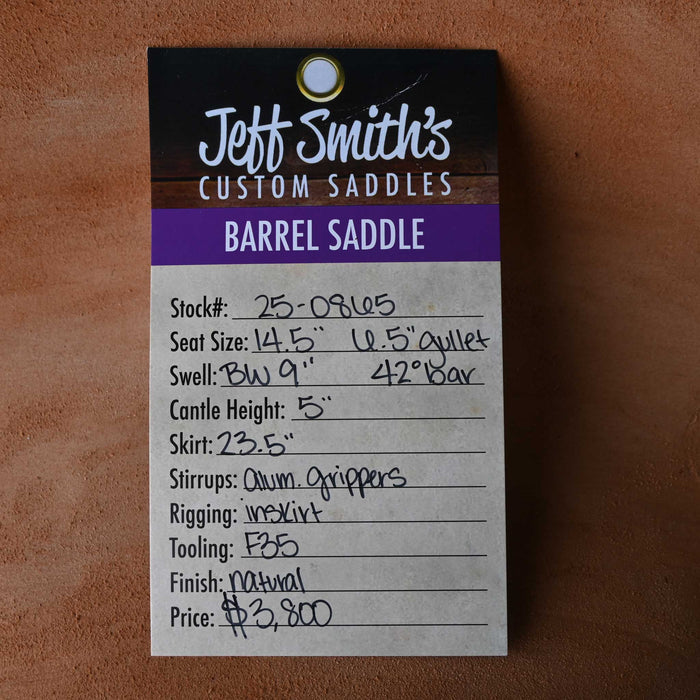 Jeff Smith's
CUSTOM SADDLES
BARREL SADDLE
Stock#: 25-0865
Seat Size: 14.5" 6.5" gullet
Swell: BW 9" 42° bar
Cantle Height: 5"
Skirt: 23.5"
Stirrups: alum. grippers
Rigging: inskirt
Tooling: F35
Finish: natural
Price: $3,800